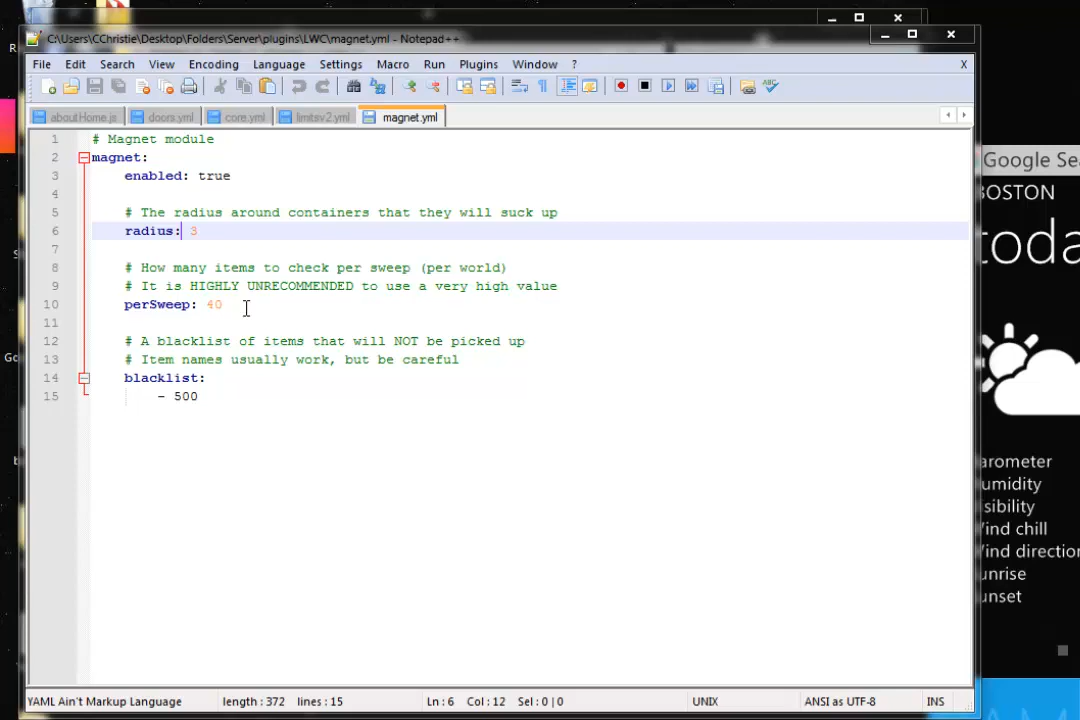 C:\Users\CChristie\Desktop\Folders\Server\plugins\LWC\magnet.yml - Notepad++
File Edit Search View Encoding Language Settings Macro Run Plugins Window ? X
aboutHome.js doors.yml core.yml limitsv2.yml magnet.yml
1 # Magnet module
2 magnet:
3 enabled: true
4
5 # The radius around containers that they will suck up
6 radius: 3
7
8 # How many items to check per sweep (per world)
9 # It is HIGHLY UNRECOMMENDED to use a very high value
10 perSweep: 40
11
12 # A blacklist of items that will NOT be picked up
13 # Item names usually work, but be careful
14 blacklist:
15 - 500
YAML Ain't Markup Language length : 372 lines : 15 Ln : 6 Col : 12 Sel : 0 | 0 UNIX ANSI as UTF-8 INS
Google Sea
BOSTON
toda
arometer
umidity
isibility
Wind chill
Wind direction
unrise
unset